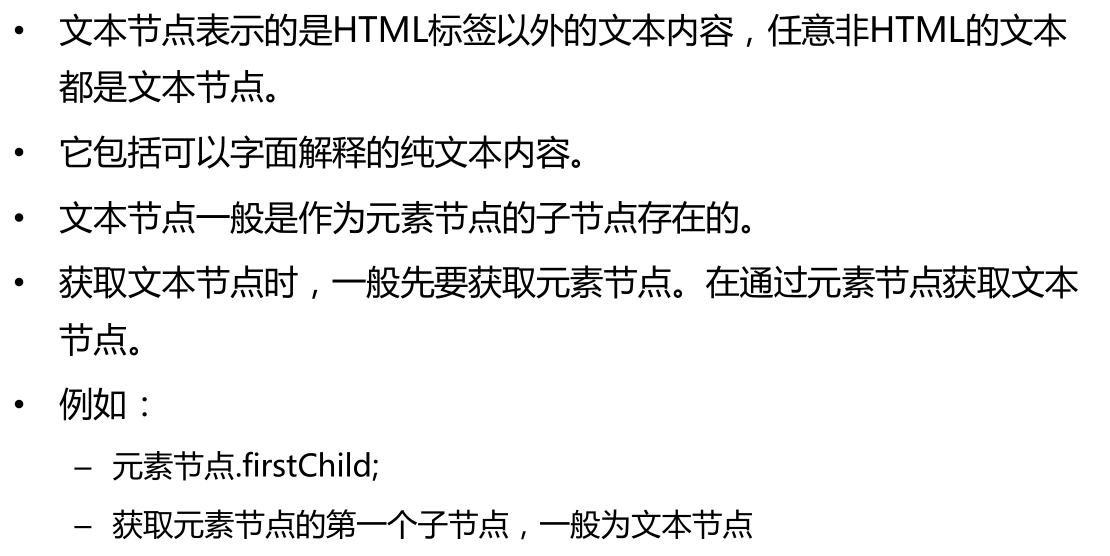 • 文本节点表示的是HTML标签以外的文本内容，任意非HTML的文本
都是文本节点。
• 它包括可以字面解释的纯文本内容。
• 文本节点一般是作为元素节点的子节点存在的。
• 获取文本节点时，一般先要获取元素节点。在通过元素节点获取文本
节点。
• 例如：
– 元素节点.firstChild;
– 获取元素节点的第一个子节点，一般为文本节点